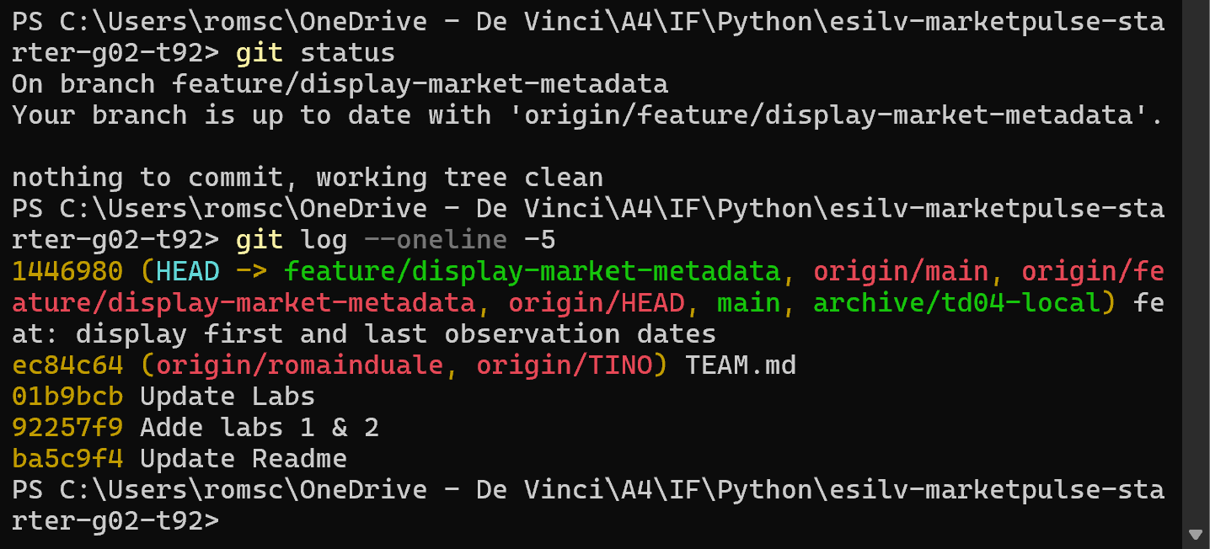 PS C:\Users\romsc\OneDrive - De Vinci\A4\IF\Python\esilv-marketpulse-sta
rter-g02-t92> git status
On branch feature/display-market-metadata
Your branch is up to date with 'origin/feature/display-market-metadata'.
nothing to commit, working tree clean
PS C:\Users\romsc\OneDrive - De Vinci\A4\IF\Python\esilv-marketpulse-sta
rter-g02-t92> git log --oneline -5
1446980 (HEAD -> feature/display-market-metadata, origin/main, origin/fe
ature/display-market-metadata, origin/HEAD, main, archive/td04-local) fe
at: display first and last observation dates
ec84c64 (origin/romainduale, origin/TINO) TEAM.md
01b9bcb Update Labs
92257f9 Adde labs 1 & 2
ba5c9f4 Update Readme
PS C:\Users\romsc\OneDrive - De Vinci\A4\IF\Python\esilv-marketpulse-sta
rter-g02-t92>